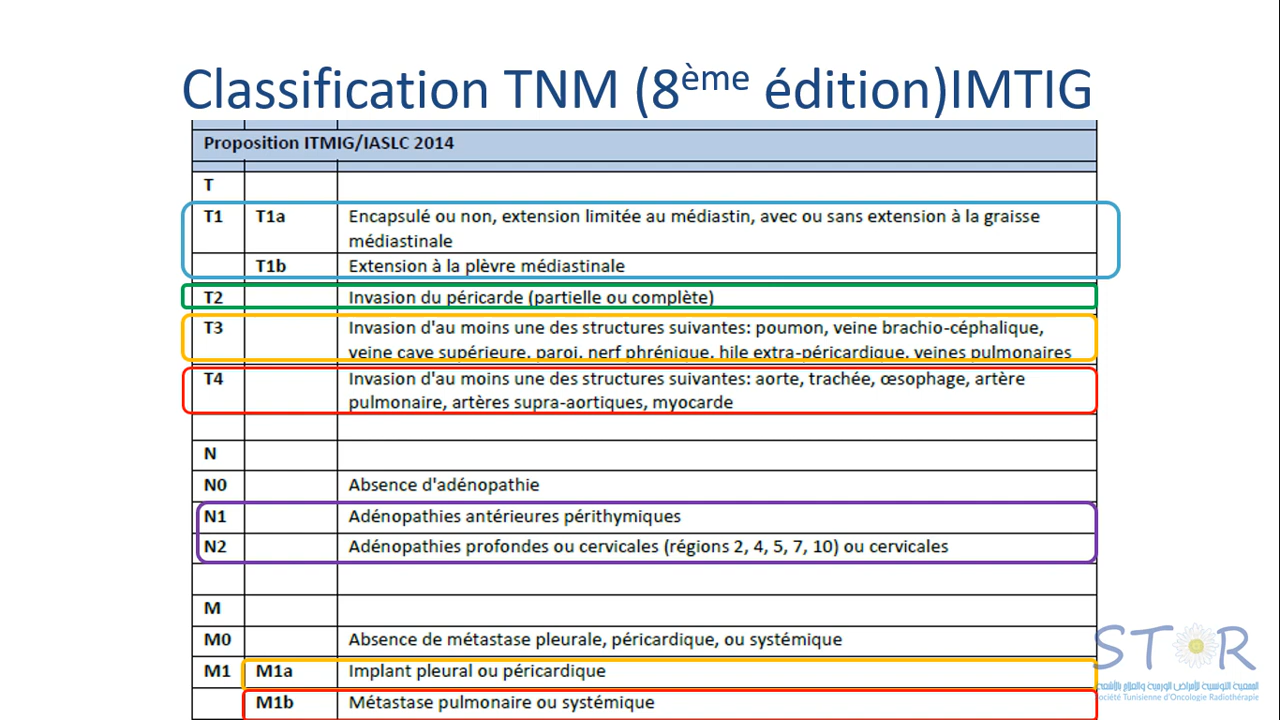 Classification TNM (8ème édition)IMTIG
Proposition ITMIG/IASLC 2014
T
T1 T1a Encapsulé ou non, extension limitée au médiastin, avec ou sans extension à la graisse
médiastinale
T1b Extension à la plèvre médiastinale
T2 Invasion du péricarde (partielle ou complète)
T3 Invasion d'au moins une des structures suivantes: poumon, veine brachio-céphalique,
veine cave supérieure, paroi, nerf phrénique, hile extra-péricardique, veines pulmonaires
T4 Invasion d'au moins une des structures suivantes: aorte, trachée, œsophage, artère
pulmonaire, artères supra-aortiques, myocarde
N
N0 Absence d'adénopathie
N1 Adénopathies antérieures périthymiques
N2 Adénopathies profondes ou cervicales (régions 2, 4, 5, 7, 10) ou cervicales
M
M0 Absence de métastase pleurale, péricardique, ou systémique
M1 M1a Implant pleural ou péricardique
M1b Métastase pulmonaire ou systémique
STOR
الجمعية التونسية للأمراض الورمية والعلاج بالأشعة
Société Tunisienne d'Oncologie Radiothérapie